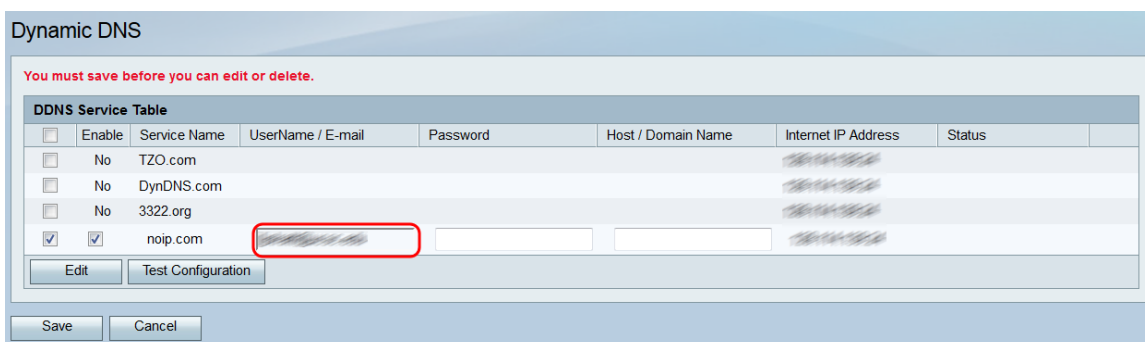 Dynamic DNS
You must save before you can edit or delete.
DDNS Service Table
Enable Service Name UserName / E-mail Password Host / Domain Name Internet IP Address Status
No TZO.com
No DynDNS.com
No 3322.org
noip.com
Edit Test Configuration
Save Cancel